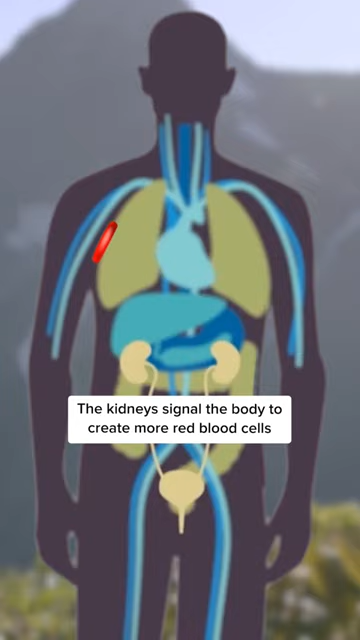 The kidneys signal the body to
create more red blood cells